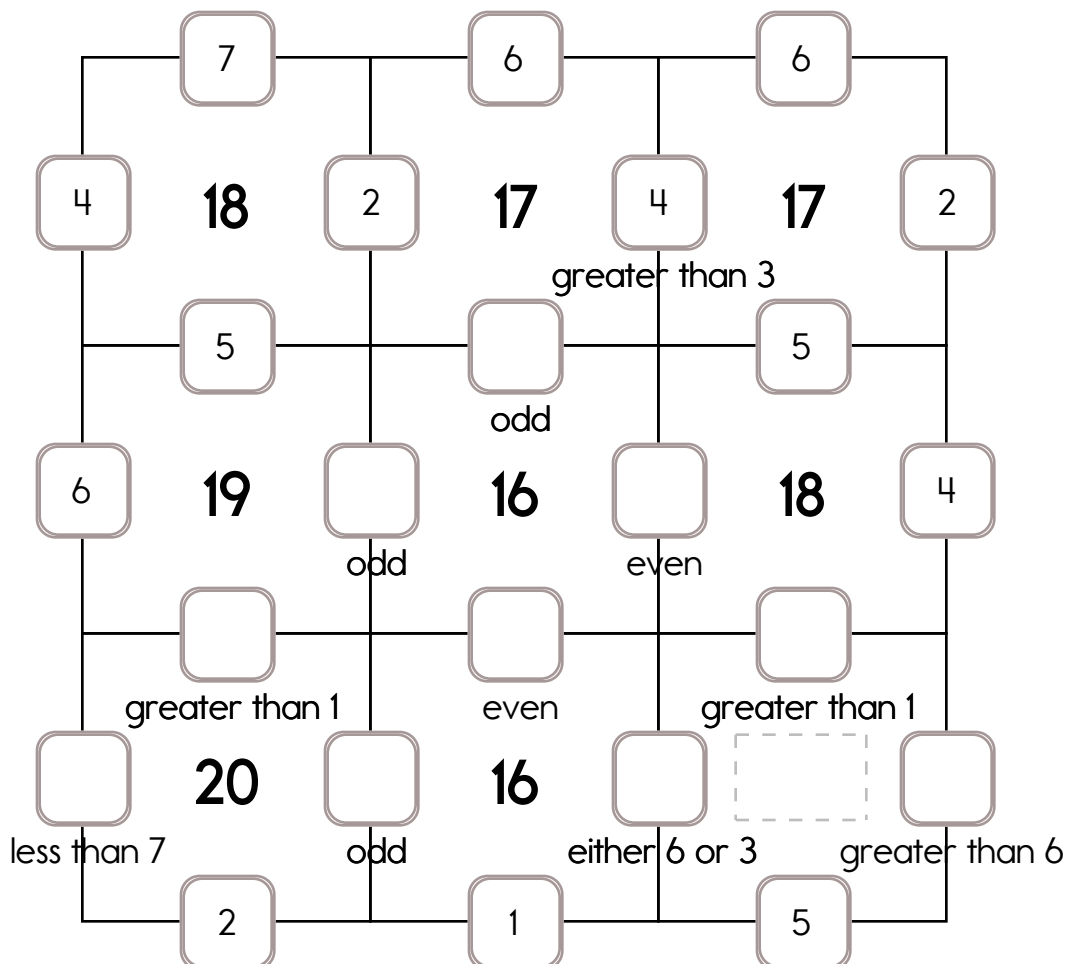 7 6 6
4 18 2 17 4 17 2
greater than 3
5 5
odd
6 19 16 18 4
odd even
greater than 1 even greater than 1
20 16
less than 7 odd either 6 or 3 greater than 6
2 1 5